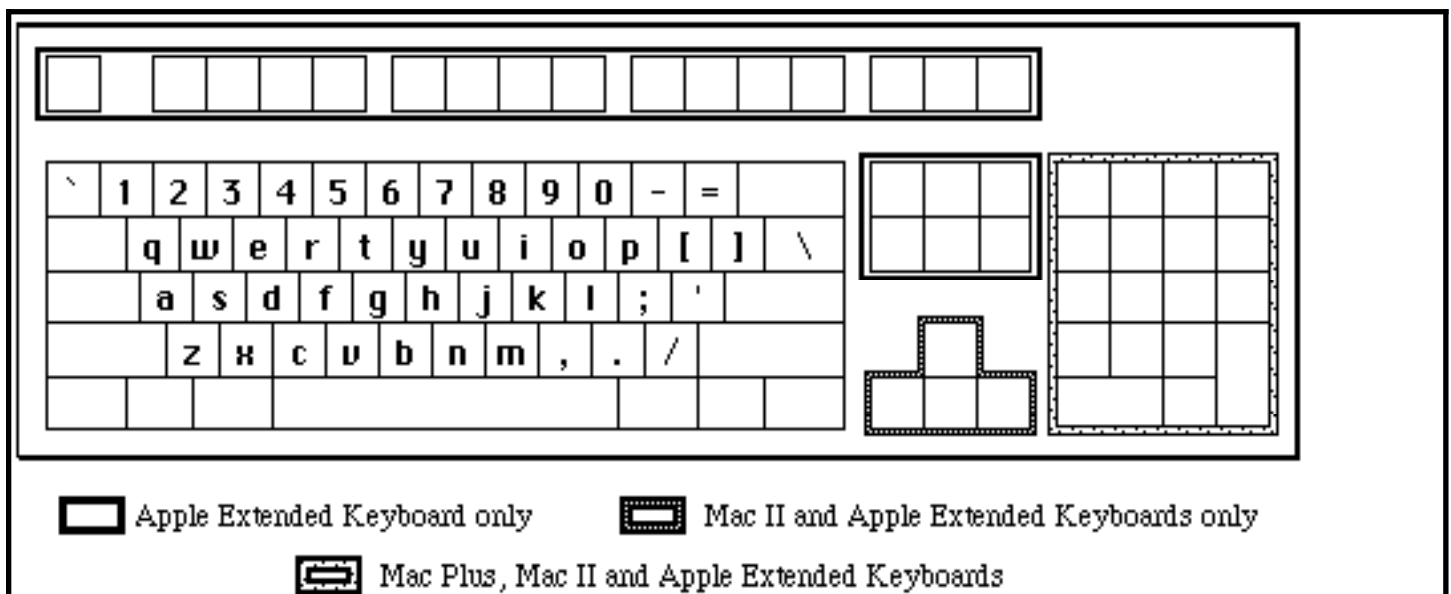 ` 1 2 3 4 5 6 7 8 9 0 - =
q w e r t y u i o p [ ] \
a s d f g h j k l ; '
z x c v b n m , . /
Apple Extended Keyboard only
Mac II and Apple Extended Keyboards only
Mac Plus, Mac II and Apple Extended Keyboards